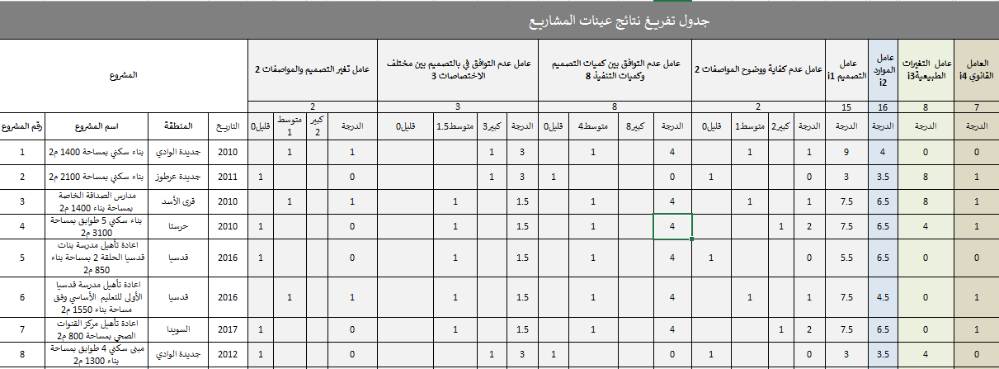 جدول تفريغ نتائج عينات المشاريع
المشروع
عامل تغير التصميم والمواصفات 2
عامل عدم التوافق في بالتصميم بين مختلف
الاختصاصات 3
عامل عدم التوافق بين كميات التصميم
وكميات التنفيذ 8
عامل عدم كفاية ووضوح المواصفات 2
عامل
التصميم i1
عامل
الموارد
i2
عامل التغيرات
الطبيعية i3
العامل
القانوي i4
2 3 8 2 15 16 8 7
رقم المشروع اسم المشروع المنطقة التاريخ قليل0 متوسط 1 كبير 2 الدرجة قليل0 متوسط1.5 كبير3 الدرجة قليل0 متوسط4 كبير8 الدرجة قليل0 متوسط1 كبير2 الدرجة الدرجة الدرجة الدرجة الدرجة
1 بناء سكني بمساحة 1400 م2 جديدة الوادي 2010 1 1 1 3 1 4 1 1 9 4 0 0
2 بناء سكني بمساحة 2100 م2 جديدة عرطوز 2011 1 0 1 3 1 0 1 0 3 3.5 8 1
3 مدارس الصداقة الخاصة
بمساحة بناء 1400 م2 قرى الأسد 2010 1 1 1 1.5 1 4 1 1 7.5 6.5 8 1
4 بناء سكني 5 طوابق بمساحة
3100 م2 حرستا 2010 1 0 1 1.5 1 4 1 2 7.5 6.5 4 1
5 اعادة تأهيل مدرسة بنات
قدسيا الحلقة 2 بمساحة بناء
850 م2 قدسيا 2016 1 0 1 1.5 1 4 1 0 5.5 6.5 0 0
6 اعادة تأهيل مدرسة قدسيا
الأولى للتعليم الأساسي وفق
مساحة بناء 1550 م2 قدسيا 2016 1 1 1 1.5 1 4 1 1 7.5 4.5 0 1
7 اعادة تأهيل مركز القنوات
الصحي بمساحة 800 م2 السويدا 2017 1 0 1 1.5 1 4 1 2 7.5 6.5 0 1
8 مبنى سكني 4 طوابق بمساحة
بناء 1300 م2 جديدة الوادي 2012 1 0 1 3 1 0 1 0 3 3.5 4 0